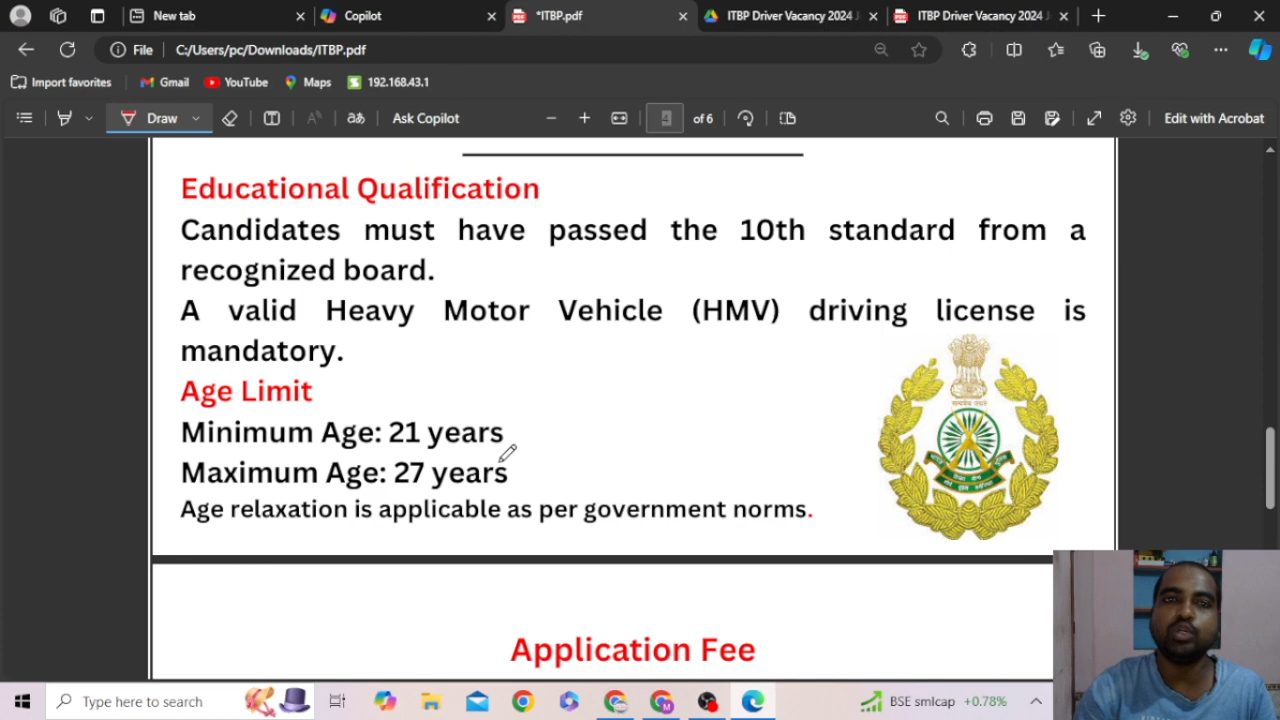 New tab
Copilot
*ITBP.pdf
ITBP Driver Vacancy 2024
ITBP Driver Vacancy 2024
File
C:/Users/pc/Downloads/ITBP.pdf
Import favorites
Gmail
YouTube
Maps
192.168.43.1
Draw
Ask Copilot
4
of 6
Edit with Acrobat
Educational Qualification
Candidates must have passed the 10th standard from a
recognized board.
A valid Heavy Motor Vehicle (HMV) driving license is
mandatory.
Age Limit
Minimum Age: 21 years
Maximum Age: 27 years
Age relaxation is applicable as per government norms.
Application Fee
Type here to search
BSE smlcap
+0.78%